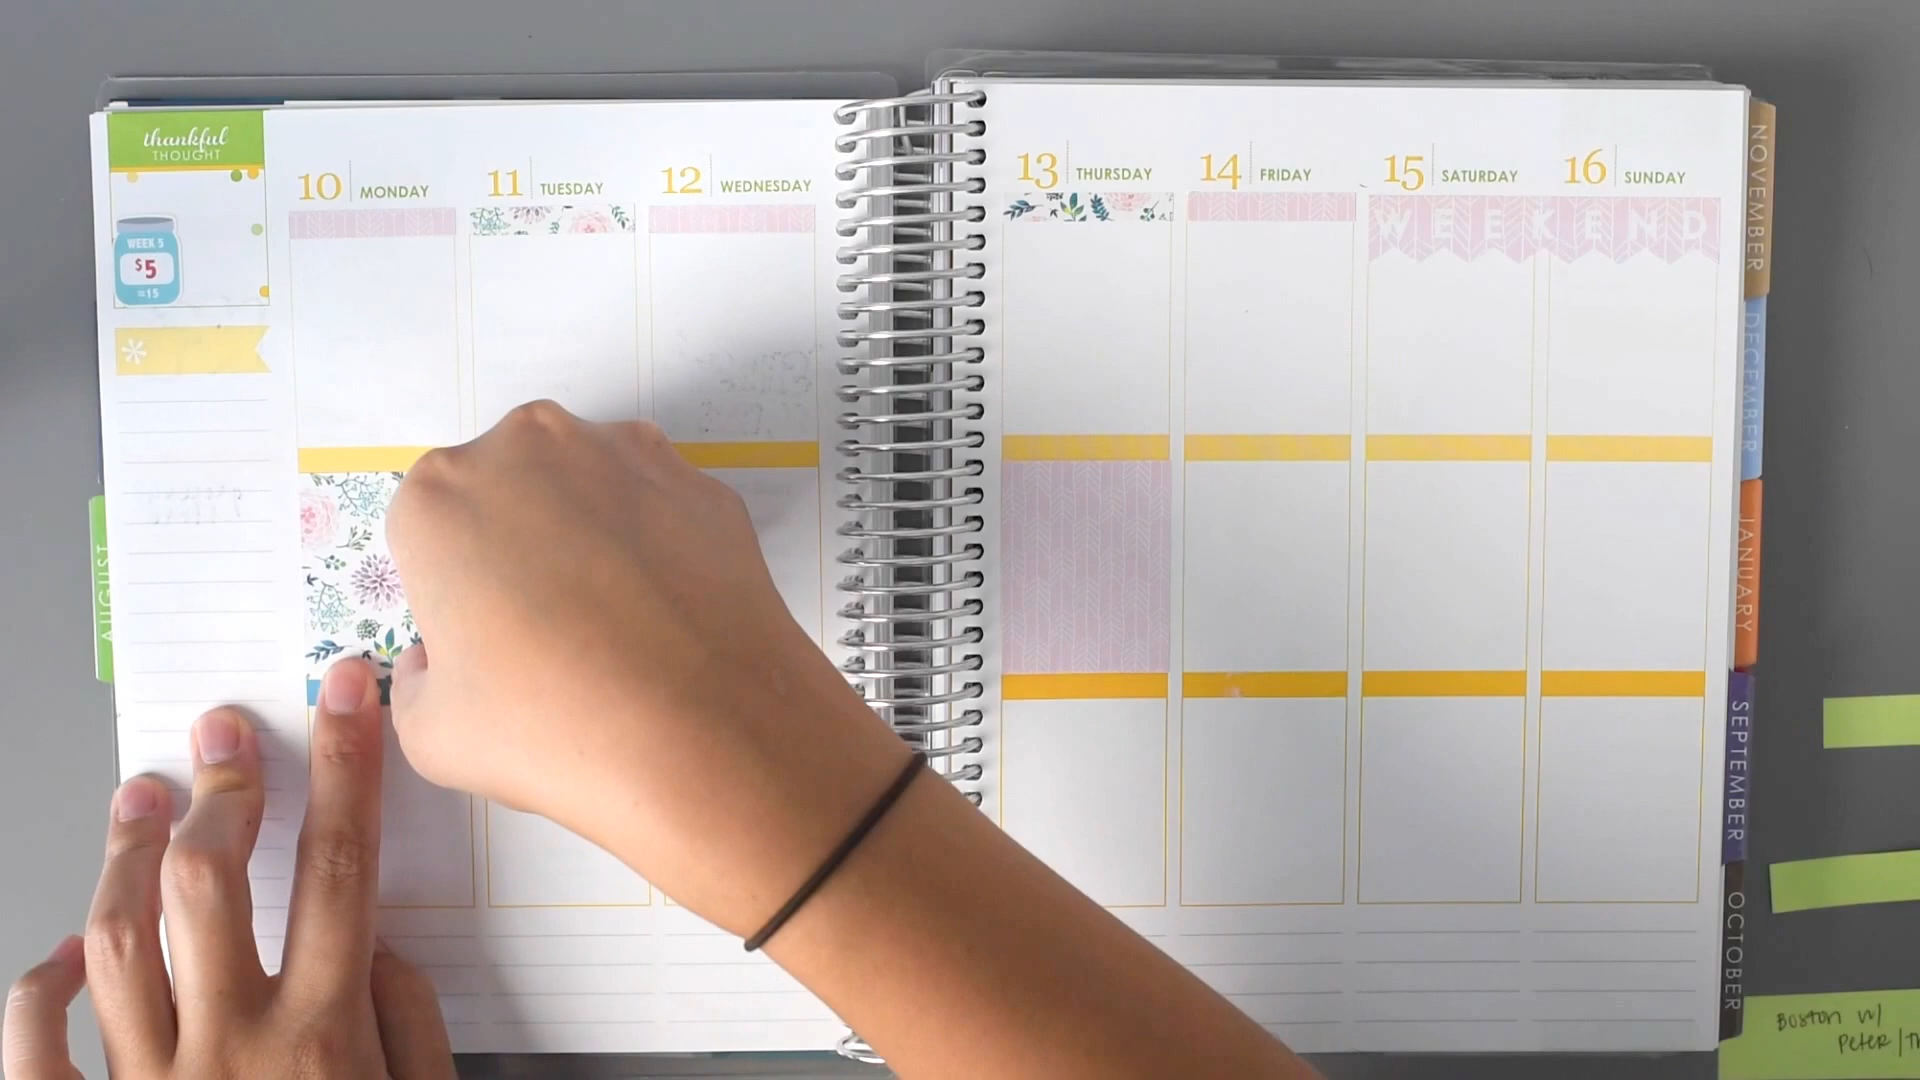 thankful
THOUGHT
10 MONDAY
11 TUESDAY
12 WEDNESDAY
13 THURSDAY
14 FRIDAY
15 SATURDAY
16 SUNDAY
WEEKEND
WEEK 5
$5
=15
AUGUST
NOVEMBER
DECEMBER
JANUARY
SEPTEMBER
OCTOBER
Boston w/
Peter